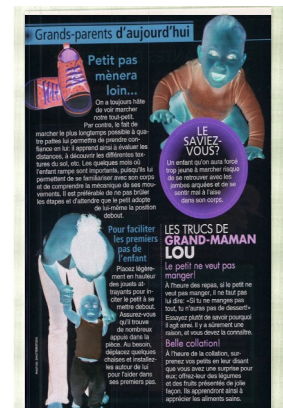 Grands-parents d'aujourd'hui
Petit pas
mènera
loin...
On a toujours hâte
de voir marcher
notre tout-petit.
Par contre, le fait de
marcher le plus longtemps possible à qua-
tre pattes lui permettra de prendre con-
fiance en lui: il apprend ainsi à évaluer les
distances, à découvrir les différentes tex-
tures du sol, etc. Les quelques mois où
l'enfant rampe sont importants, puisqu'ils lui
permettent de se familiariser avec son corps
et de comprendre la mécanique de ses mou-
vements. Il est préférable de ne pas brûler
les étapes et d'attendre que le petit adopte
de lui-même la position
debout.
LE
SAVIEZ-
VOUS?
Un enfant qu'on aura forcé
trop jeune à marcher risque
de se retrouver avec les
jambes arquées et de se
sentir mal à l'aise
dans son corps.
Pour faciliter
les premiers
pas de
l'enfant
Placez légère-
ment en hauteur
des jouets at-
trayants pour in-
citer le petit à se
mettre debout.
Assurez-vous
qu'il trouve
de nombreux
appuis dans la
pièce. Au besoin,
déplacez quelques
chaises et installez-
les autour de lui
pour l'aider dans
ses premiers pas.
LES TRUCS DE
GRAND-MAMAN
LOU
Le petit ne veut pas
manger!
À l'heure des repas, si le petit ne
veut pas manger, il ne faut pas
lui dire: «Si tu ne manges pas
tout, tu n'auras pas de dessert!»
Essayez plutôt de savoir pourquoi
il agit ainsi. Il y a sûrement une
raison, et vous devez la connaître.
Belle collation!
À l'heure de la collation, sur-
prenez vos petits en leur disant
que vous avez une surprise pour
eux; offrez-leur des légumes
et des fruits présentés de jolie
façon. Ils apprendront ainsi à
apprécier les aliments sains.